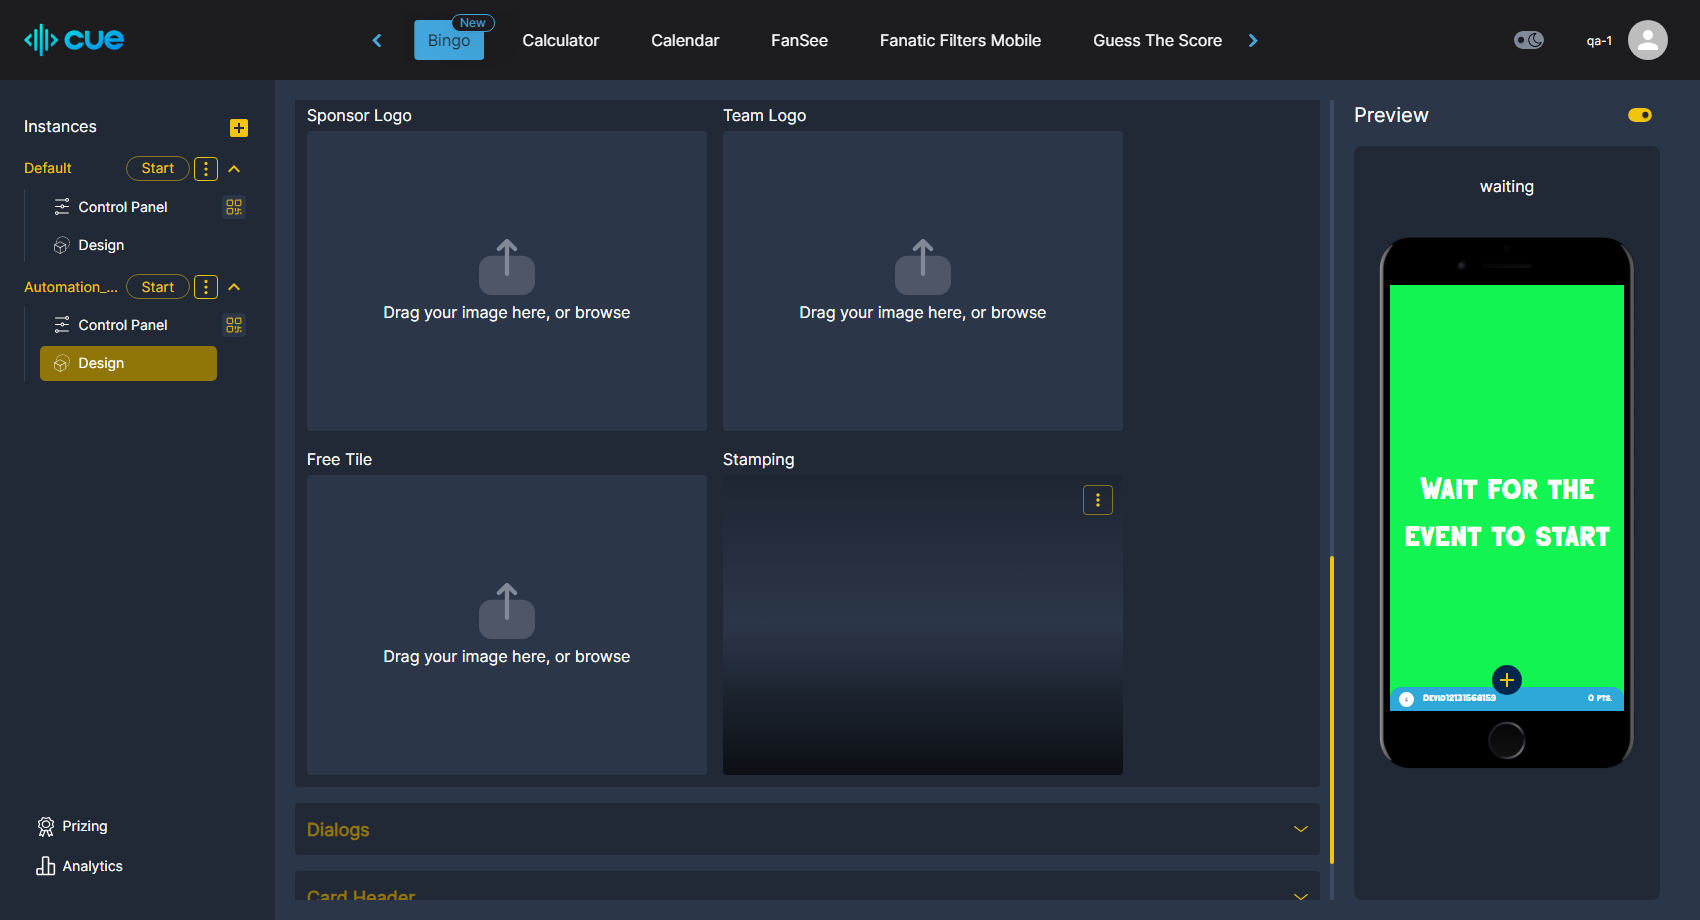 cue
New
Bingo
Calculator
Calendar
FanSee
Fanatic Filters Mobile
Guess The Score
qa-1
Instances
Default
Start
Control Panel
Design
Automation_...
Start
Control Panel
Design
Prizing
Analytics
Sponsor Logo
Team Logo
Drag your image here, or browse
Drag your image here, or browse
Free Tile
Stamping
Drag your image here, or browse
Dialogs
Card Header
Preview
waiting
WAIT FOR THE
EVENT TO START
DEVID12131568159
0 PTS.